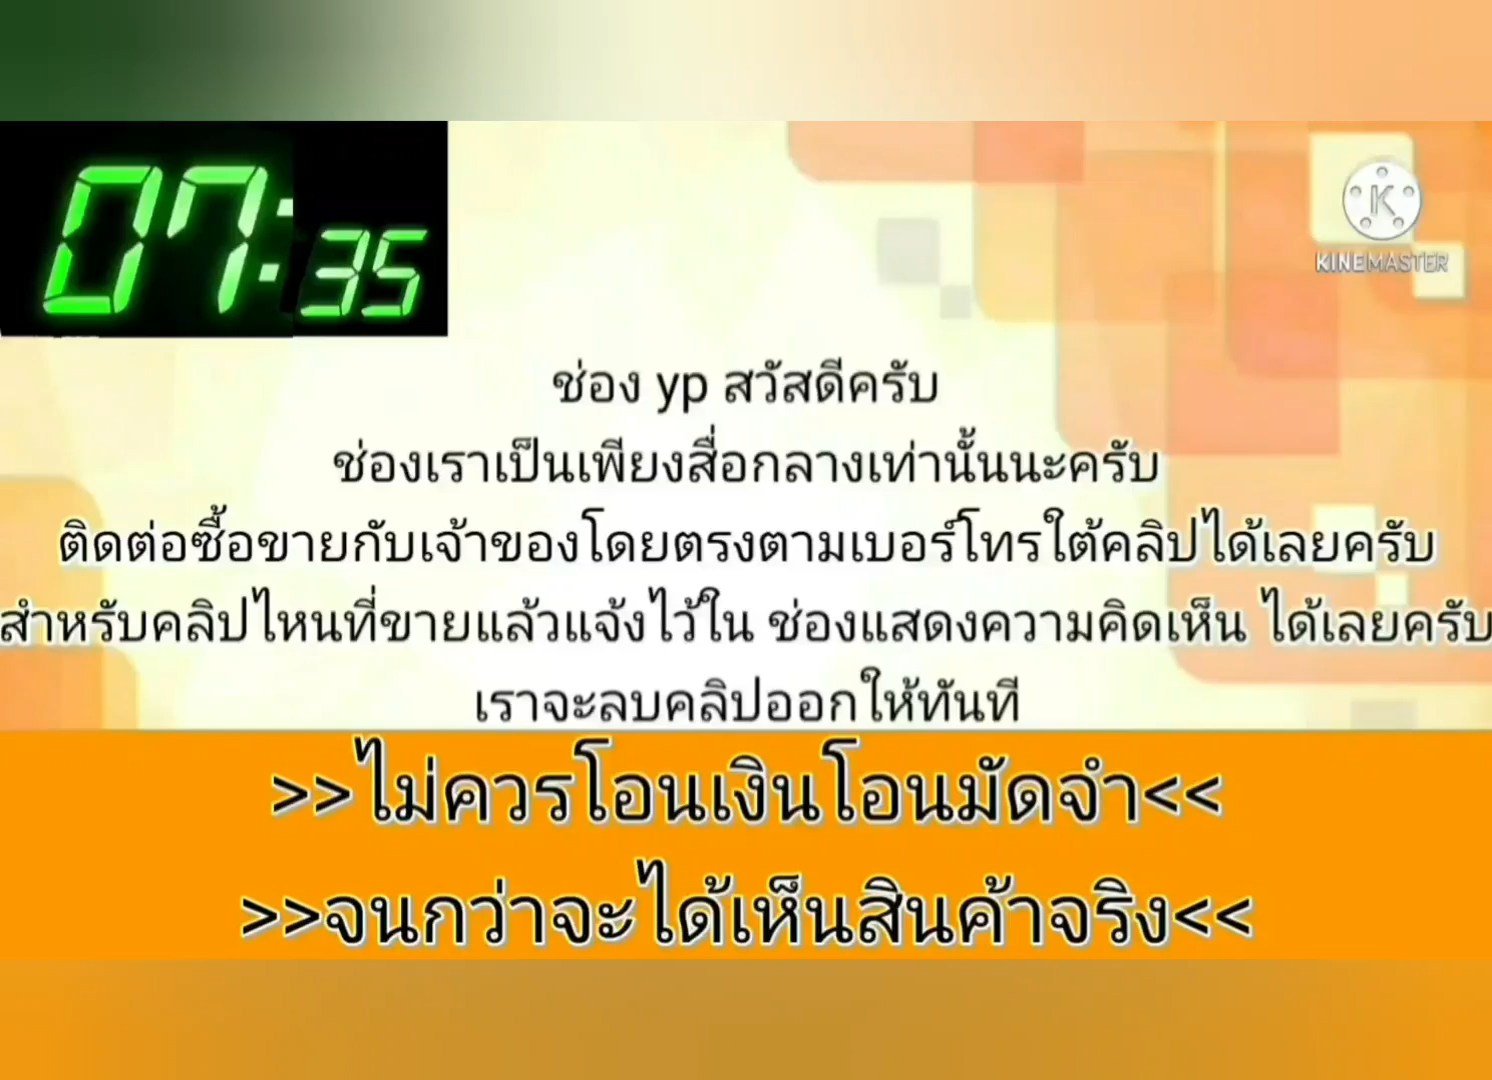 07:35
KINEMASTER
ช่อง yp สวัสดีครับ
ช่องเราเป็นเพียงสื่อกลางเท่านั้นนะครับ
ติดต่อซื้อขายกับเจ้าของโดยตรงตามเบอร์โทรใต้คลิปได้เลยครับ
สำหรับคลิปไหนที่ขายแล้วแจ้งไว้ใน ช่องแสดงความคิดเห็น ได้เลยครับ
เราจะลบคลิปออกให้ทันที
>>ไม่ควรโอนเงินโอนมัดจำ<<
>>จนกว่าจะได้เห็นสินค้าจริง<<